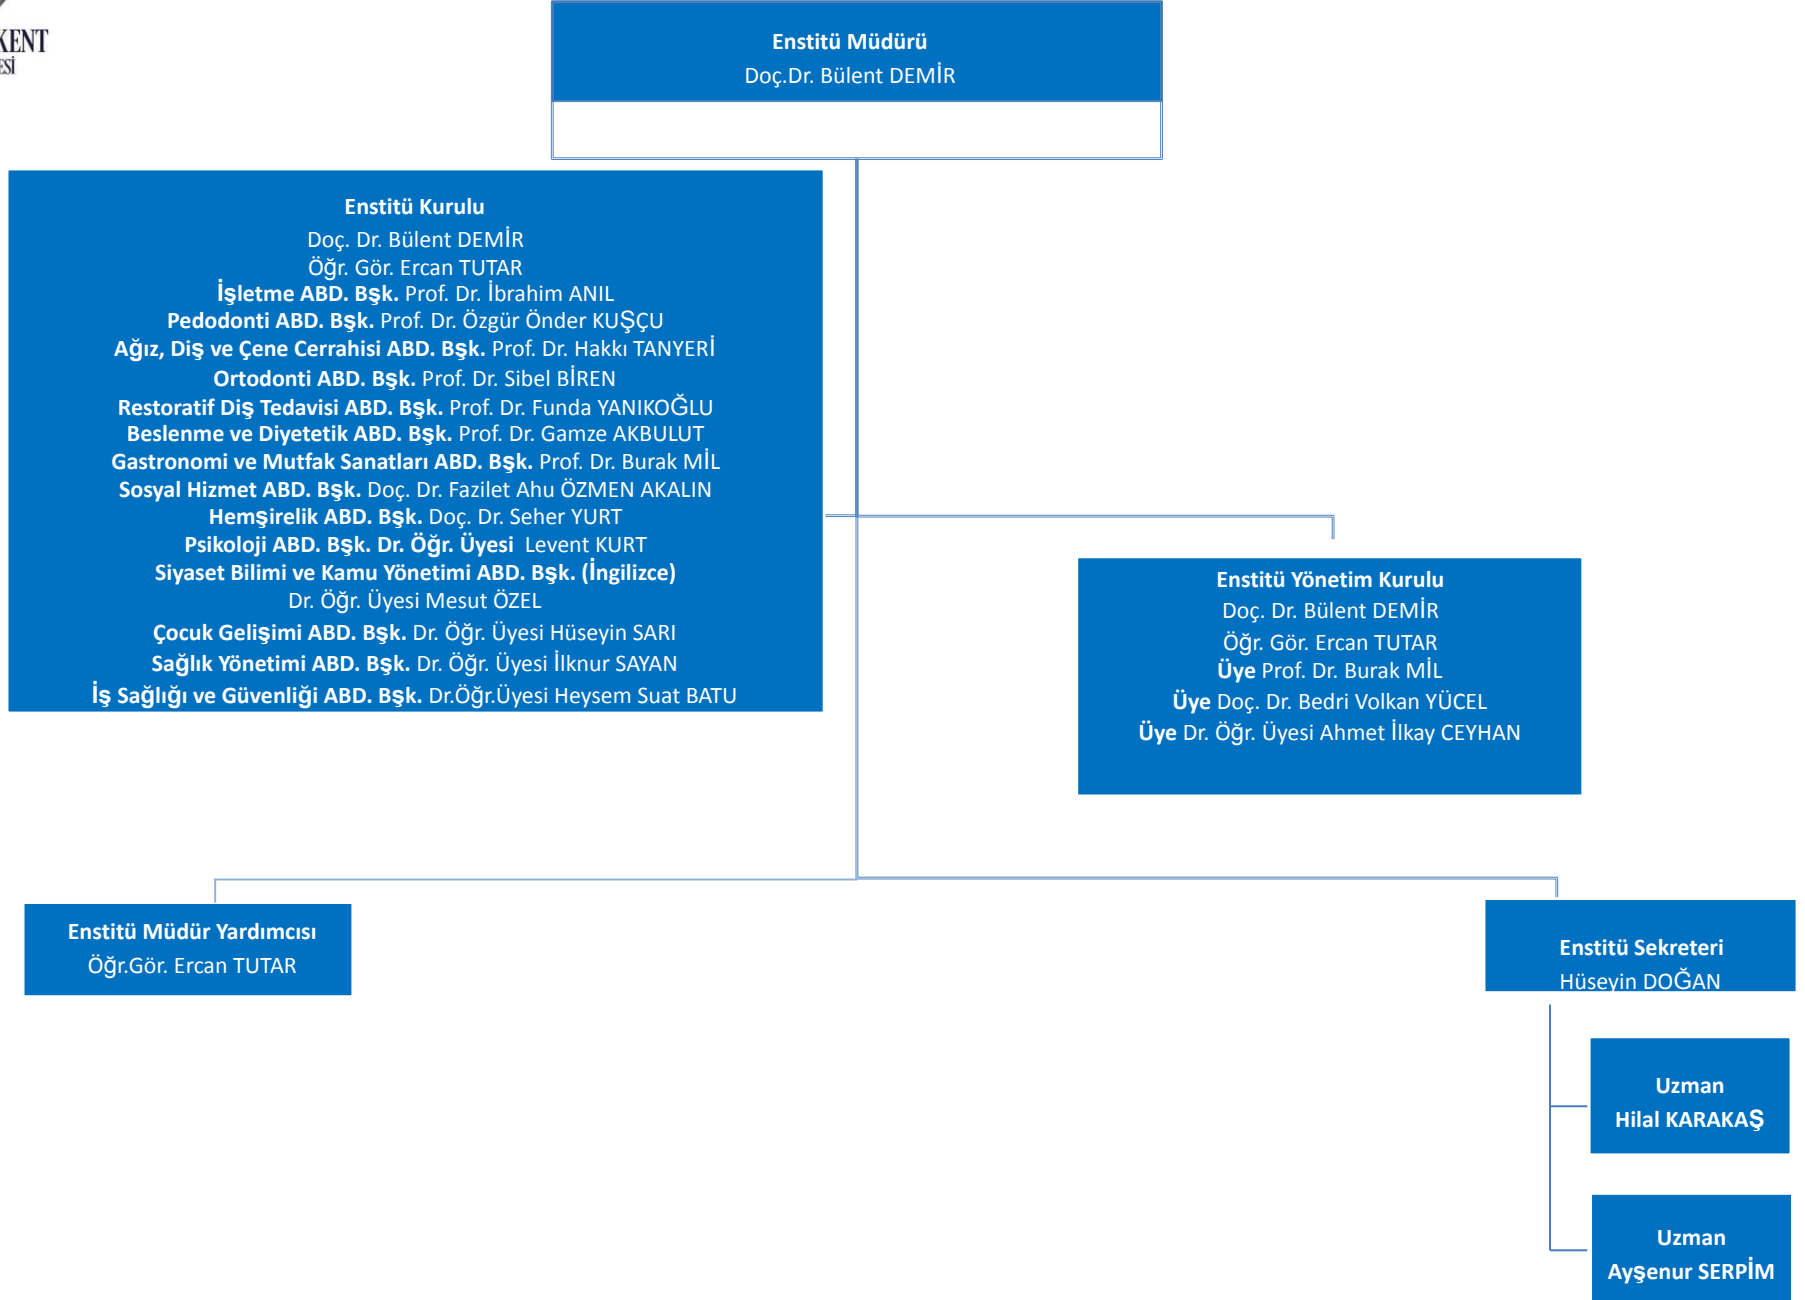 KENT
ESİ
Enstitü Müdürü
Doç.Dr. Bülent DEMİR
Enstitü Kurulu
Doç. Dr. Bülent DEMİR
Öğr. Gör. Ercan TUTAR
İşletme ABD. Bşk. Prof. Dr. İbrahim ANIL
Pedodonti ABD. Bşk. Prof. Dr. Özgür Önder KUŞÇU
Ağız, Diş ve Çene Cerrahisi ABD. Bşk. Prof. Dr. Hakkı TANYERİ
Ortodonti ABD. Bşk. Prof. Dr. Sibel BİREN
Restoratif Diş Tedavisi ABD. Bşk. Prof. Dr. Funda YANIKOĞLU
Beslenme ve Diyetetik ABD. Bşk. Prof. Dr. Gamze AKBULUT
Gastronomi ve Mutfak Sanatları ABD. Bşk. Prof. Dr. Burak MİL
Sosyal Hizmet ABD. Bşk. Doç. Dr. Fazilet Ahu ÖZMEN AKALIN
Hemşirelik ABD. Bşk. Doç. Dr. Seher YURT
Psikoloji ABD. Bşk. Dr. Öğr. Üyesi Levent KURT
Siyaset Bilimi ve Kamu Yönetimi ABD. Bşk. (İngilizce)
Dr. Öğr. Üyesi Mesut ÖZEL
Çocuk Gelişimi ABD. Bşk. Dr. Öğr. Üyesi Hüseyin SARI
Sağlık Yönetimi ABD. Bşk. Dr. Öğr. Üyesi İlknur SAYAN
İş Sağlığı ve Güvenliği ABD. Bşk. Dr.Öğr.Üyesi Heysem Suat BATU
Enstitü Yönetim Kurulu
Doç. Dr. Bülent DEMİR
Öğr. Gör. Ercan TUTAR
Üye Prof. Dr. Burak MİL
Üye Doç. Dr. Bedri Volkan YÜCEL
Üye Dr. Öğr. Üyesi Ahmet İlkay CEYHAN
Enstitü Müdür Yardımcısı
Öğr.Gör. Ercan TUTAR
Enstitü Sekreteri
Hüseyin DOĞAN
Uzman
Hilal KARAKAŞ
Uzman
Ayşenur SERPİM